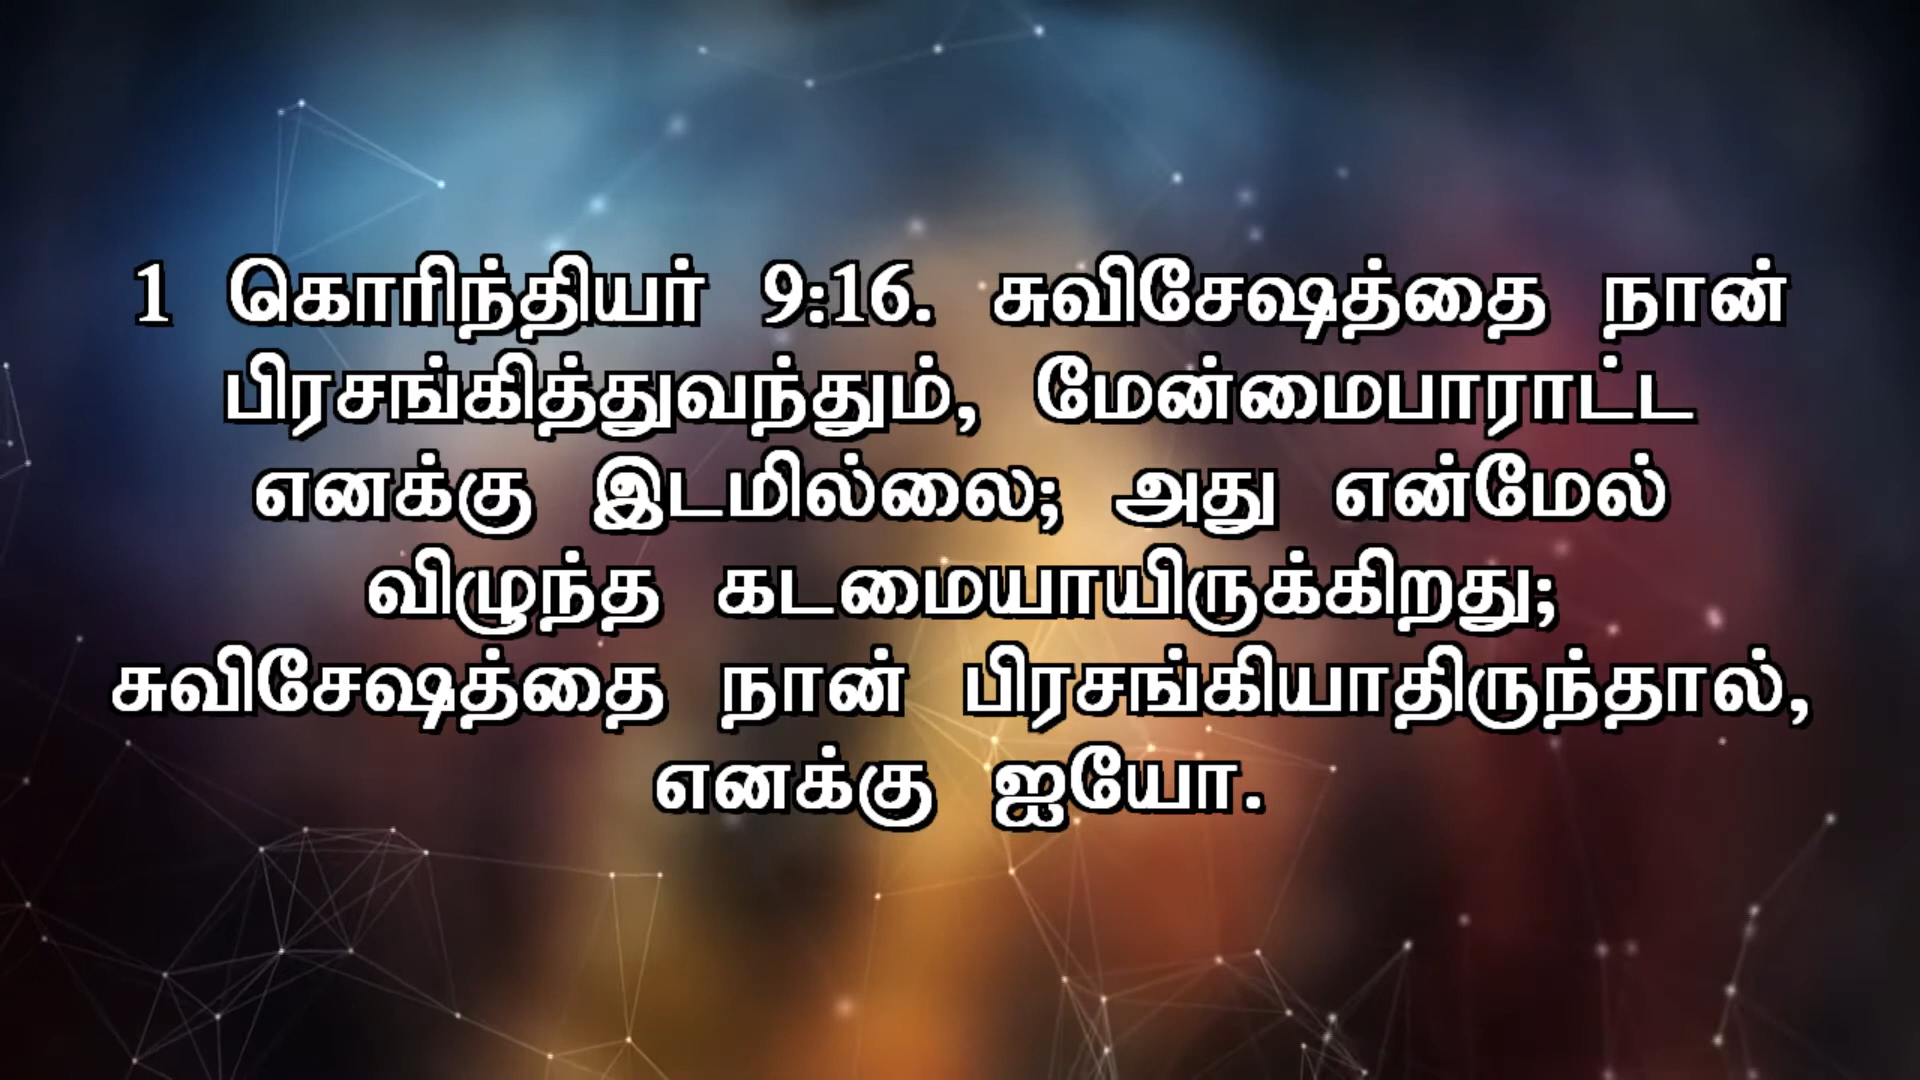 1 கொரிந்தியர் 9:16. சுவிசேஷத்தை நான்
பிரசங்கித்துவந்தும், மேன்மைபாராட்ட
எனக்கு இடமில்லை; அது என்மேல்
விழுந்த கடமையாயிருக்கிறது;
சுவிசேஷத்தை நான் பிரசங்கியாதிருந்தால்,
எனக்கு ஐயோ.